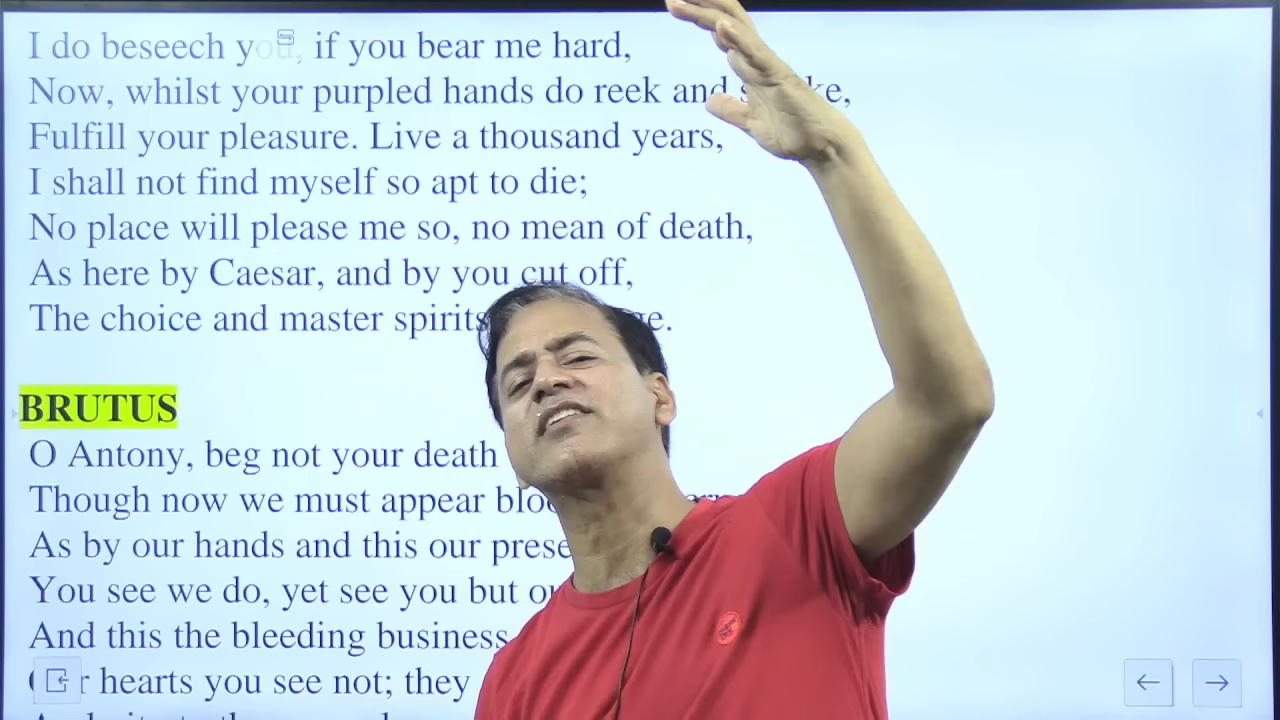 I do beseech you, if you bear me hard,
Now, whilst your purpled hands do reek and
Fulfill your pleasure. Live a thousand years,
I shall not find myself so apt to die;
No place will please me so, no mean of death,
As here by Caesar, and by you cut off,
The choice and master spirits
BRUTUS
O Antony, beg not your death
Though now we must appear
As by our hands and this our
You see we do, yet see you but
And this the bleeding business
hearts you see not; they